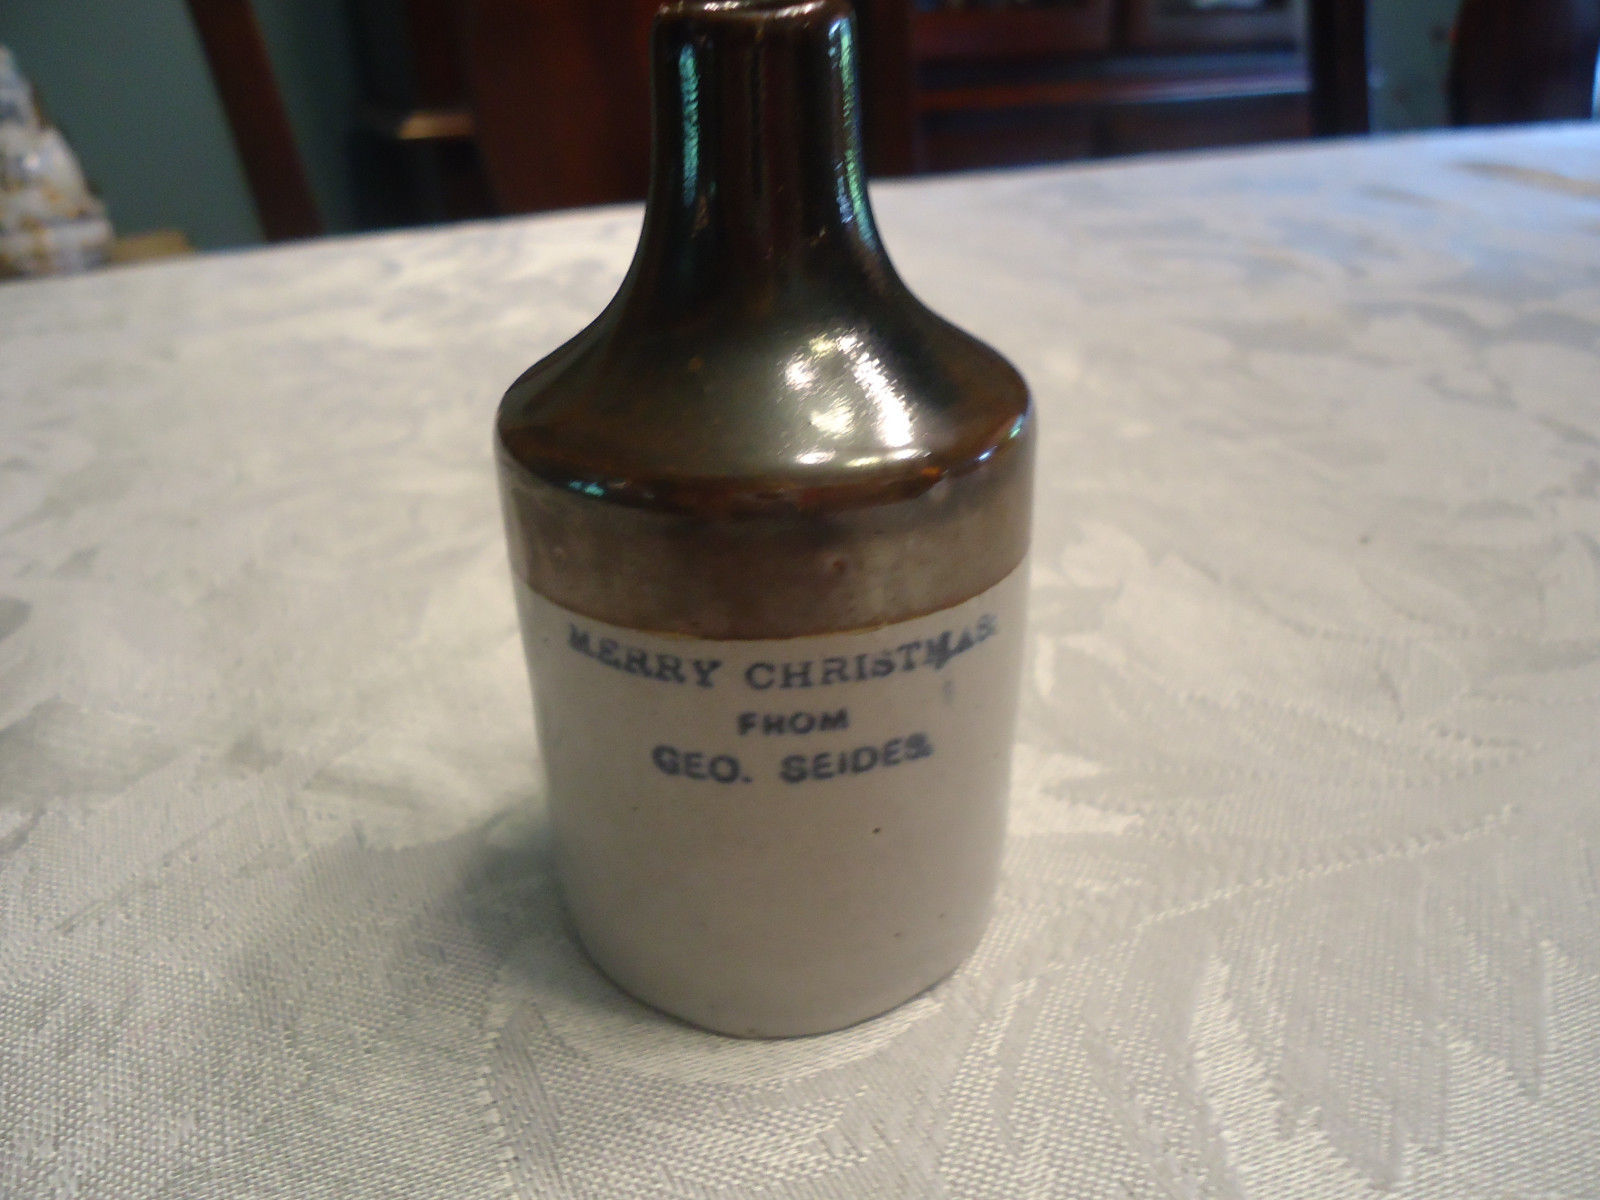 MERRY CHRISTMAS.
FROM
GEO. SEIDES.